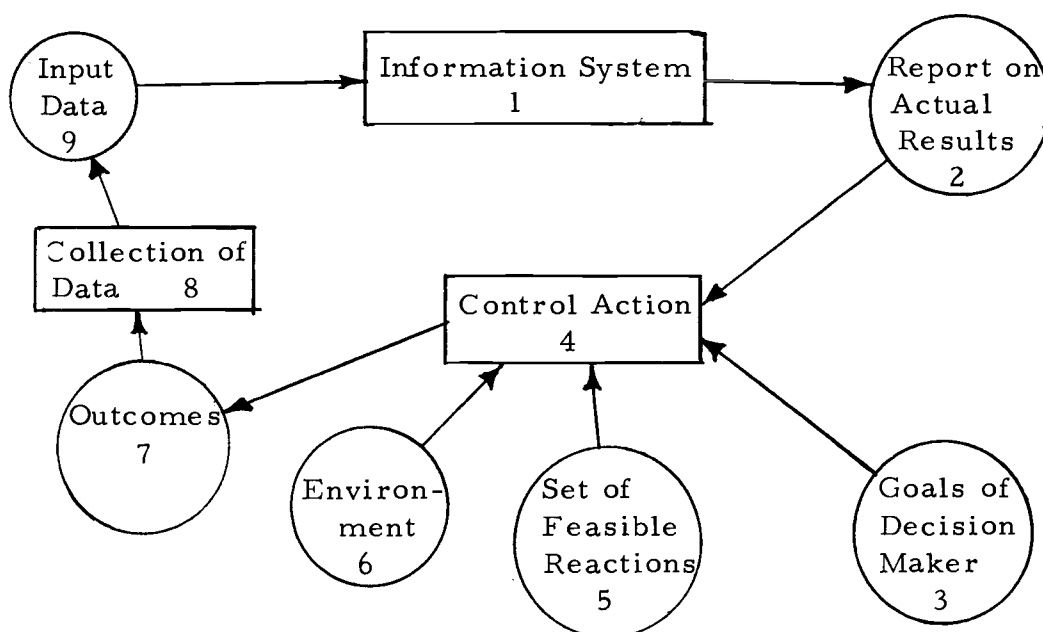 Input
Data
9
Information System
1
Report on
Actual
Results
2
Collection of
Data 8
Control Action
4
Outcomes
7
Environ-
ment
6
Set of
Feasible
Reactions
5
Goals of
Decision
Maker
3